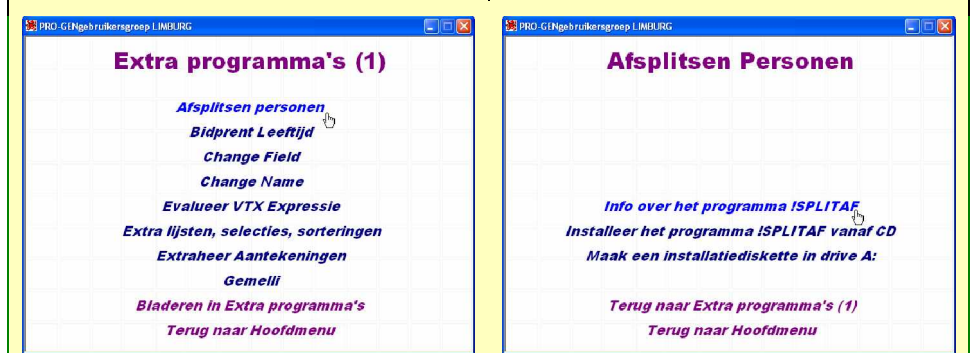 PRO-GENgebruikersgroep LIMBURG
Extra programma's (1)
Afsplitsen personen
Bidprent Leeftijd
Change Field
Change Name
Evalueer VTX Expressie
Extra lijsten, selecties, sorteringen
Extraheer Aantekeningen
Gemelli
Bladeren in Extra programma's
Terug naar Hoofdmenu
PRO-GENgebruikersgroep LIMBURG
Afsplitsen Personen
Info over het programma !SPLITAF
Installeer het programma !SPLITAF vanaf CD
Maak een installatiediskette in drive A:
Terug naar Extra programma's (1)
Terug naar Hoofdmenu